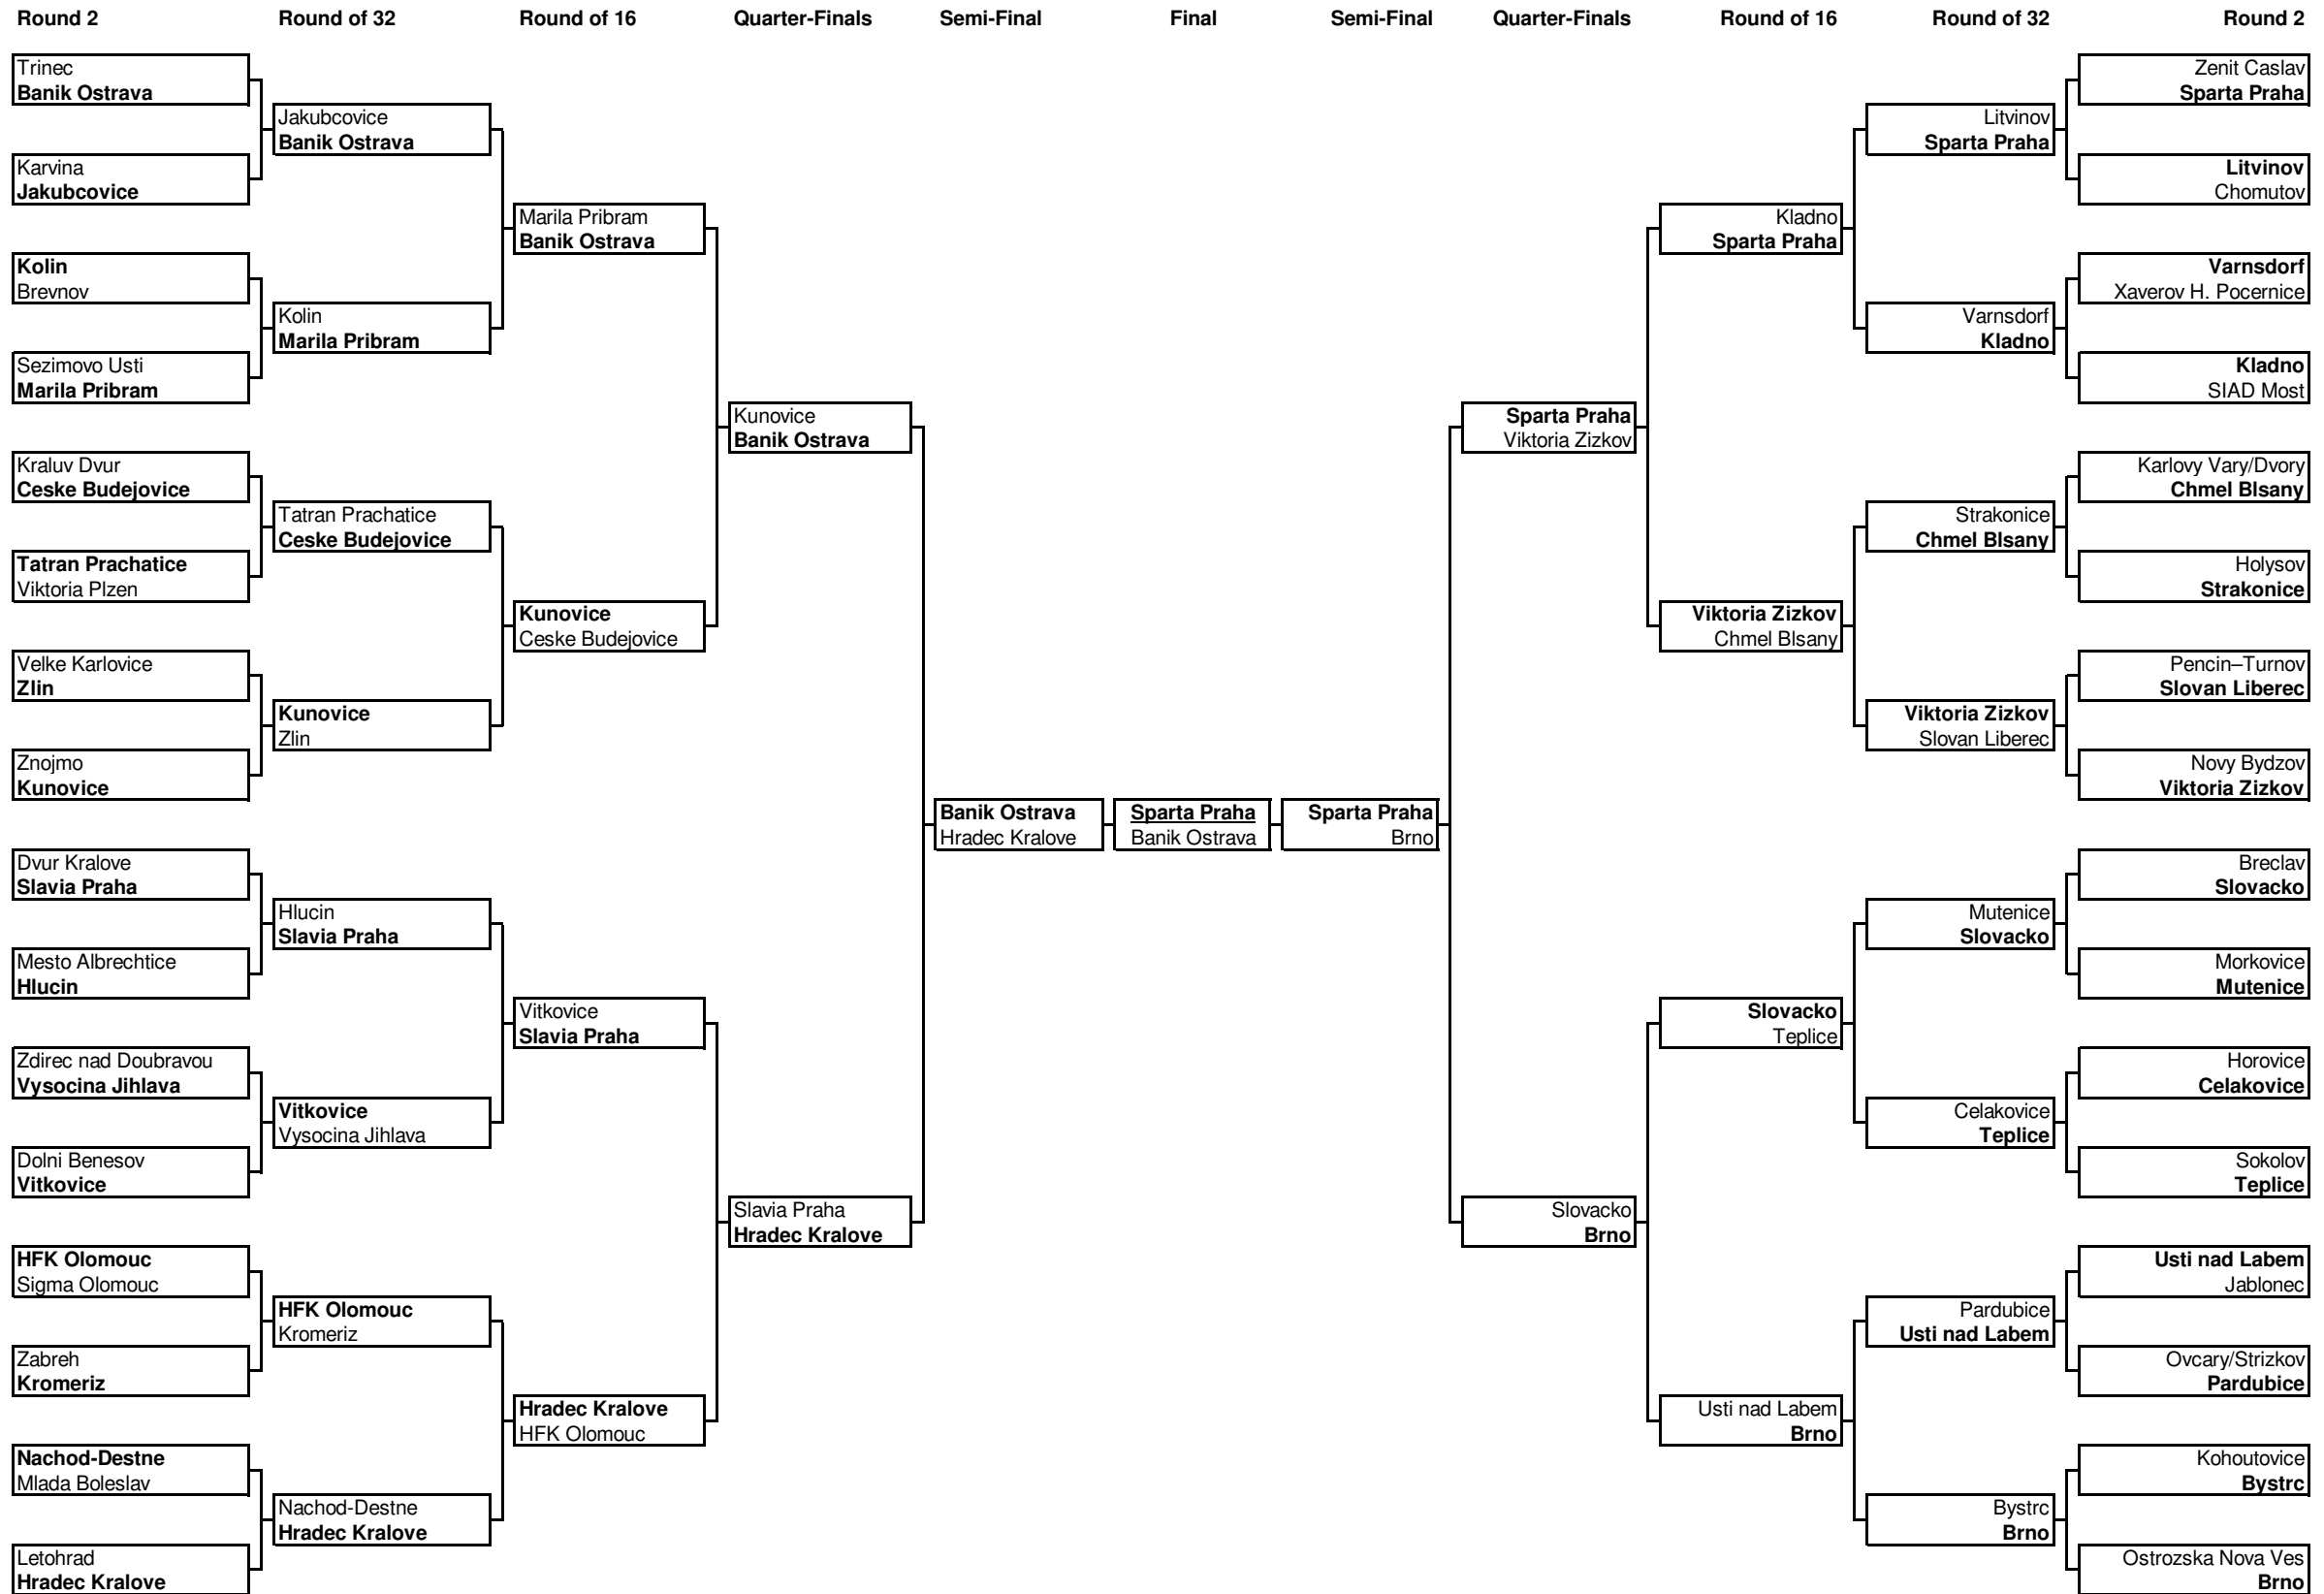 Round 2
Round of 32
Round of 16
Quarter-Finals
Semi-Final
Final
Semi-Final
Quarter-Finals
Round of 16
Round of 32
Round 2
Trinec
Banik Ostrava
Karvina
Jakubcovice
Kolin
Brevnov
Sezimovo Usti
Marila Pribram
Kraluv Dvur
Ceske Budejovice
Tatran Prachatice
Viktoria Plzen
Velke Karlovice
Zlin
Znojmo
Kunovice
Dvur Kralove
Slavia Praha
Mesto Albrechtice
Hlucin
Zdirec nad Doubravou
Vysocina Jihlava
Dolni Benesov
Vitkovice
HFK Olomouc
Sigma Olomouc
Zabreh
Kromeriz
Nachod-Destne
Mlada Boleslav
Letohrad
Hradec Kralove
Jakubcovice
Banik Ostrava
Kolin
Marila Pribram
Tatran Prachatice
Ceske Budejovice
Kunovice
Zlin
Hlucin
Slavia Praha
Vitkovice
Vysocina Jihlava
HFK Olomouc
Kromeriz
Nachod-Destne
Hradec Kralove
Marila Pribram
Banik Ostrava
Kunovice
Ceske Budejovice
Vitkovice
Slavia Praha
Hradec Kralove
HFK Olomouc
Kunovice
Banik Ostrava
Slavia Praha
Hradec Kralove
Banik Ostrava
Hradec Kralove
Sparta Praha
Banik Ostrava
Sparta Praha
Brno
Sparta Praha
Viktoria Zizkov
Slovacko
Brno
Kladno
Sparta Praha
Viktoria Zizkov
Chmel Blsany
Slovacko
Teplice
Usti nad Labem
Brno
Litvinov
Sparta Praha
Varnsdorf
Kladno
Strakonice
Chmel Blsany
Viktoria Zizkov
Slovan Liberec
Mutenice
Slovacko
Celakovice
Teplice
Pardubice
Usti nad Labem
Bystrc
Brno
Zenit Caslav
Sparta Praha
Litvinov
Chomutov
Varnsdorf
Xaverov H. Pocernice
Kladno
SIAD Most
Karlovy Vary/Dvory
Chmel Blsany
Holysov
Strakonice
Pencin–Turnov
Slovan Liberec
Novy Bydzov
Viktoria Zizkov
Breclav
Slovacko
Morkovice
Mutenice
Horovice
Celakovice
Sokolov
Teplice
Usti nad Labem
Jablonec
Ovcary/Strizkov
Pardubice
Kohoutovice
Bystrc
Ostrozska Nova Ves
Brno